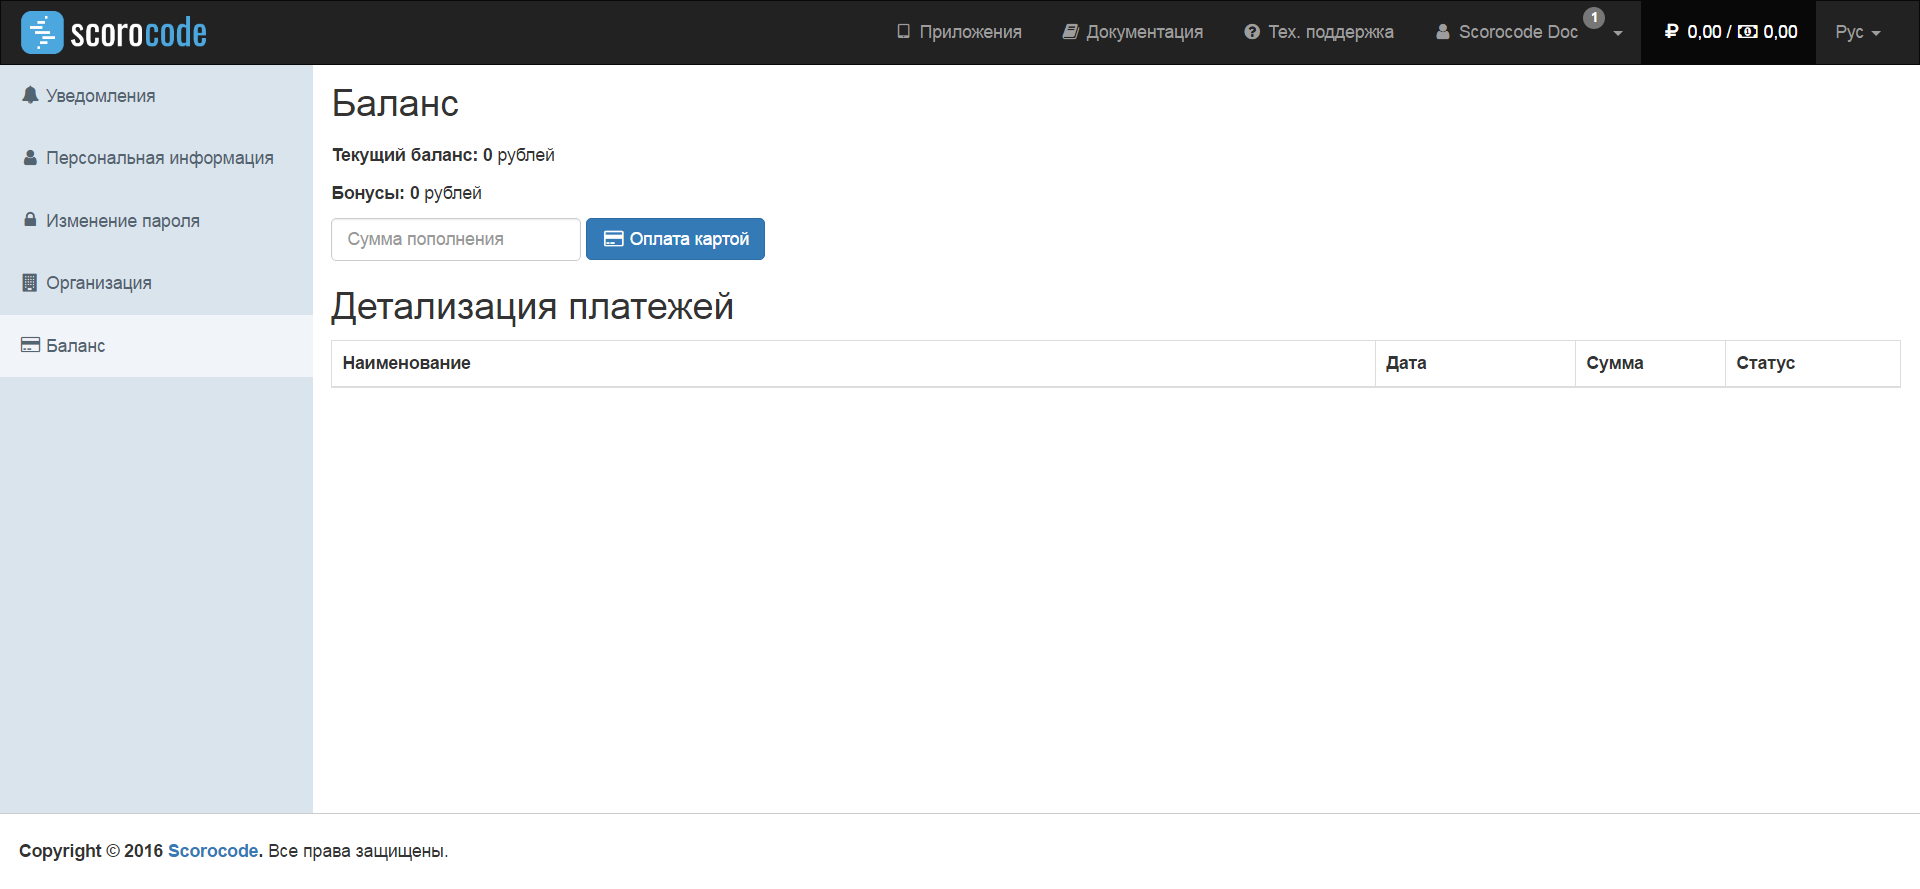 scorocode
Приложения
Документация
Тех. поддержка
Scorocode Doc 1
₽ 0,00 / 0,00
Рус
Уведомления
Персональная информация
Изменение пароля
Организация
Баланс
Баланс
Текущий баланс: 0 рублей
Бонусы: 0 рублей
Сумма пополнения
Оплата картой
Детализация платежей
Наименование Дата Сумма Статус
Copyright © 2016 Scorocode. Все права защищены.